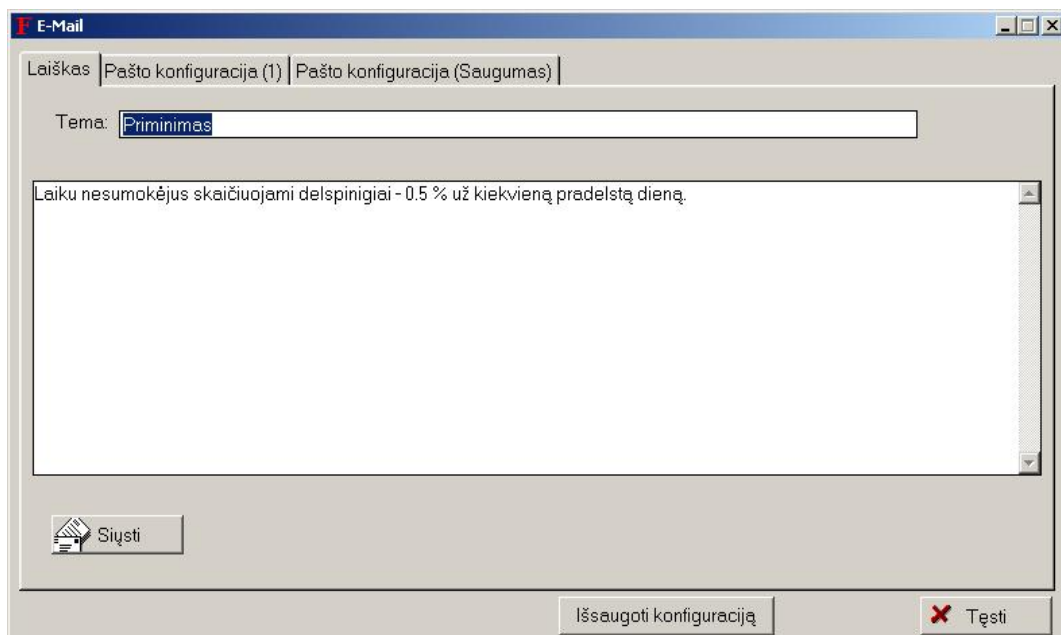 E-Mail
Laiškas Pašto konfiguracija (1) Pašto konfiguracija (Saugumas)
Tema: Priminimas
Laiku nesumokėjus skaičiuojami delspinigiai - 0.5 % už kiekvieną pradelstą dieną.
Siųsti
Išsaugoti konfiguraciją Tęsti